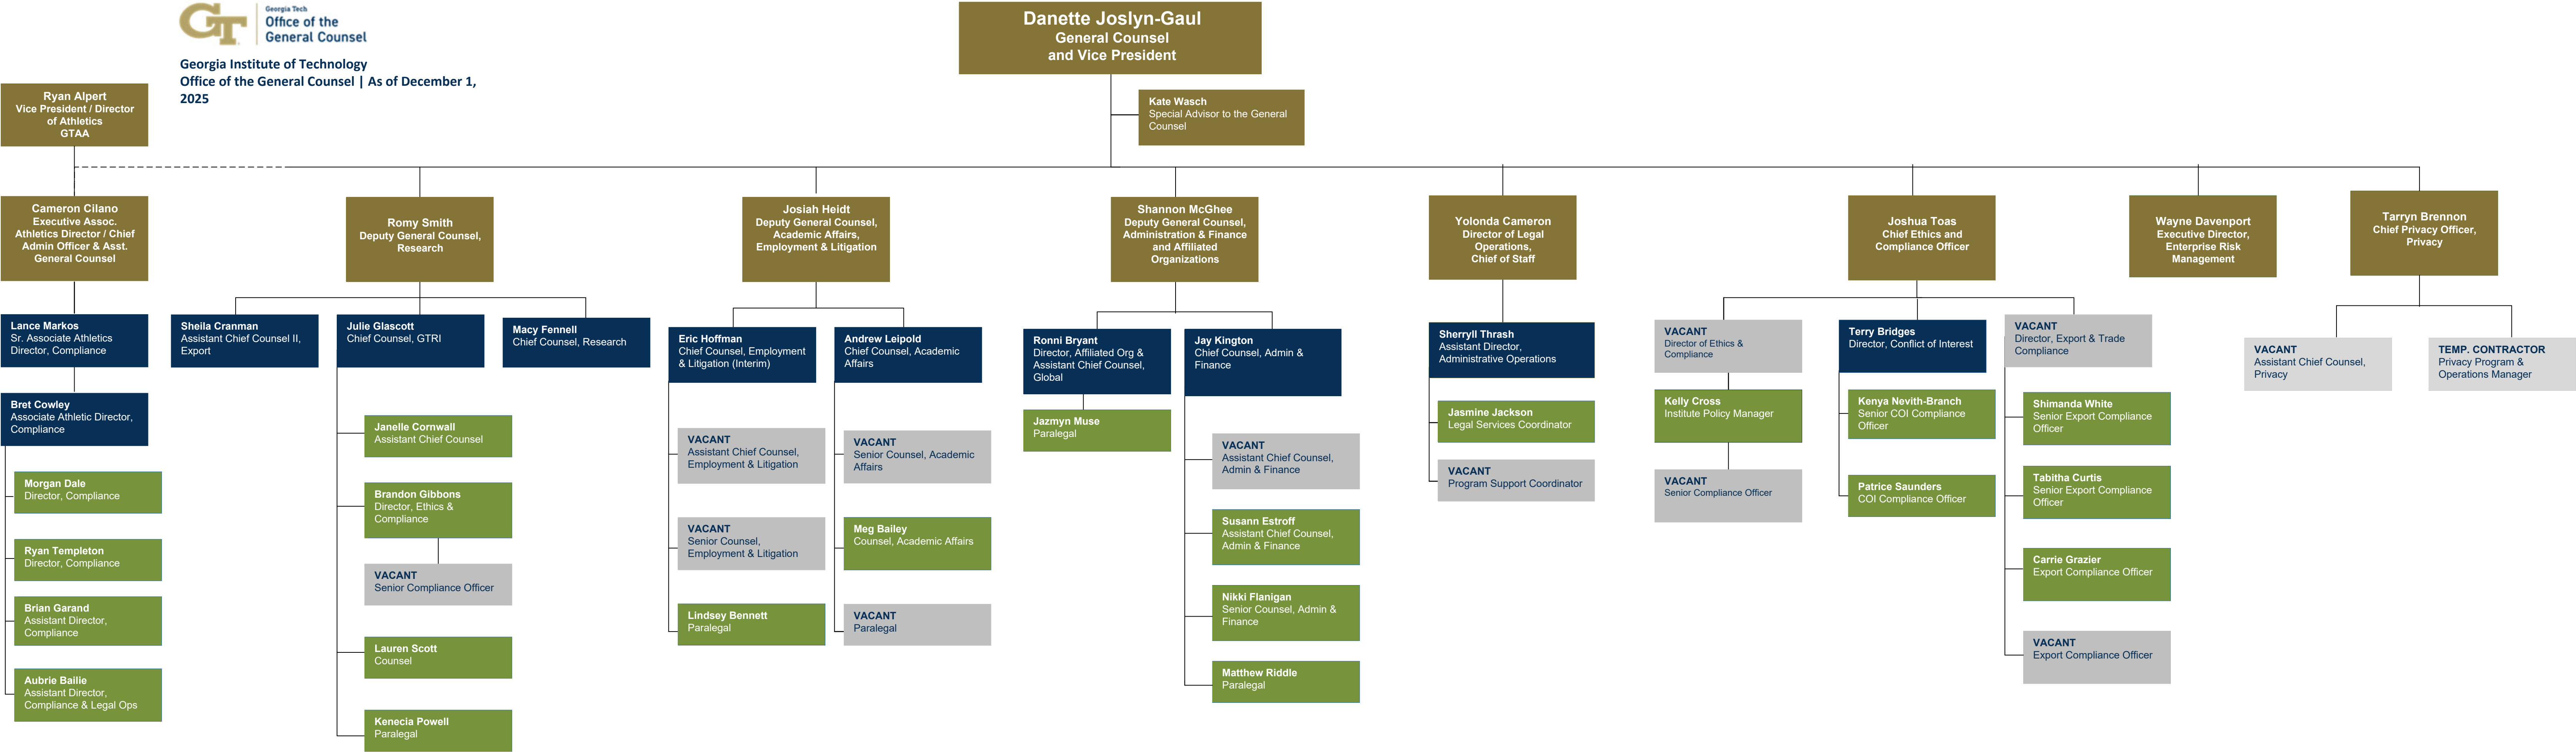 GT
Georgia Tech
Office of the
General Counsel
Georgia Institute of Technology
Office of the General Counsel | As of December 1,
2025
Danette Joslyn-Gaul
General Counsel
and Vice President
Kate Wasch
Special Advisor to the General
Counsel
Ryan Alpert
Vice President / Director
of Athletics
GTAA
Cameron Cilano
Executive Assoc.
Athletics Director / Chief
Admin Officer & Asst.
General Counsel
Lance Markos
Sr. Associate Athletics
Director, Compliance
Bret Cowley
Associate Athletic Director,
Compliance
Morgan Dale
Director, Compliance
Ryan Templeton
Director, Compliance
Brian Garand
Assistant Director,
Compliance
Aubrie Bailie
Assistant Director,
Compliance & Legal Ops
Romy Smith
Deputy General Counsel,
Research
Sheila Cranman
Assistant Chief Counsel II,
Export
Julie Glascott
Chief Counsel, GTRI
Macy Fennell
Chief Counsel, Research
Janelle Cornwall
Assistant Chief Counsel
Brandon Gibbons
Director, Ethics &
Compliance
VACANT
Senior Compliance Officer
Lauren Scott
Counsel
Kenecia Powell
Paralegal
Josiah Heidt
Deputy General Counsel,
Academic Affairs,
Employment & Litigation
Eric Hoffman
Chief Counsel, Employment
& Litigation (Interim)
VACANT
Assistant Chief Counsel,
Employment & Litigation
VACANT
Senior Counsel,
Employment & Litigation
Lindsey Bennett
Paralegal
Andrew Leipold
Chief Counsel, Academic
Affairs
VACANT
Senior Counsel, Academic
Affairs
Meg Bailey
Counsel, Academic Affairs
VACANT
Paralegal
Shannon McGhee
Deputy General Counsel,
Administration & Finance
and Affiliated
Organizations
Ronni Bryant
Director, Affiliated Org &
Assistant Chief Counsel,
Global
Jazmyn Muse
Paralegal
Jay Kington
Chief Counsel, Admin &
Finance
VACANT
Assistant Chief Counsel,
Admin & Finance
Susann Estroff
Assistant Chief Counsel,
Admin & Finance
Nikki Flanigan
Senior Counsel, Admin &
Finance
Matthew Riddle
Paralegal
Yolonda Cameron
Director of Legal
Operations,
Chief of Staff
Sherryll Thrash
Assistant Director,
Administrative Operations
Jasmine Jackson
Legal Services Coordinator
VACANT
Program Support Coordinator
Joshua Toas
Chief Ethics and
Compliance Officer
VACANT
Director of Ethics &
Compliance
Kelly Cross
Institute Policy Manager
VACANT
Senior Compliance Officer
Terry Bridges
Director, Conflict of Interest
Kenya Nevith-Branch
Senior COI Compliance
Officer
Patrice Saunders
COI Compliance Officer
VACANT
Director, Export & Trade
Compliance
Shimanda White
Senior Export Compliance
Officer
Tabitha Curtis
Senior Export Compliance
Officer
Carrie Grazier
Export Compliance Officer
VACANT
Export Compliance Officer
Wayne Davenport
Executive Director,
Enterprise Risk
Management
Tarryn Brennon
Chief Privacy Officer,
Privacy
VACANT
Assistant Chief Counsel,
Privacy
TEMP. CONTRACTOR
Privacy Program &
Operations Manager